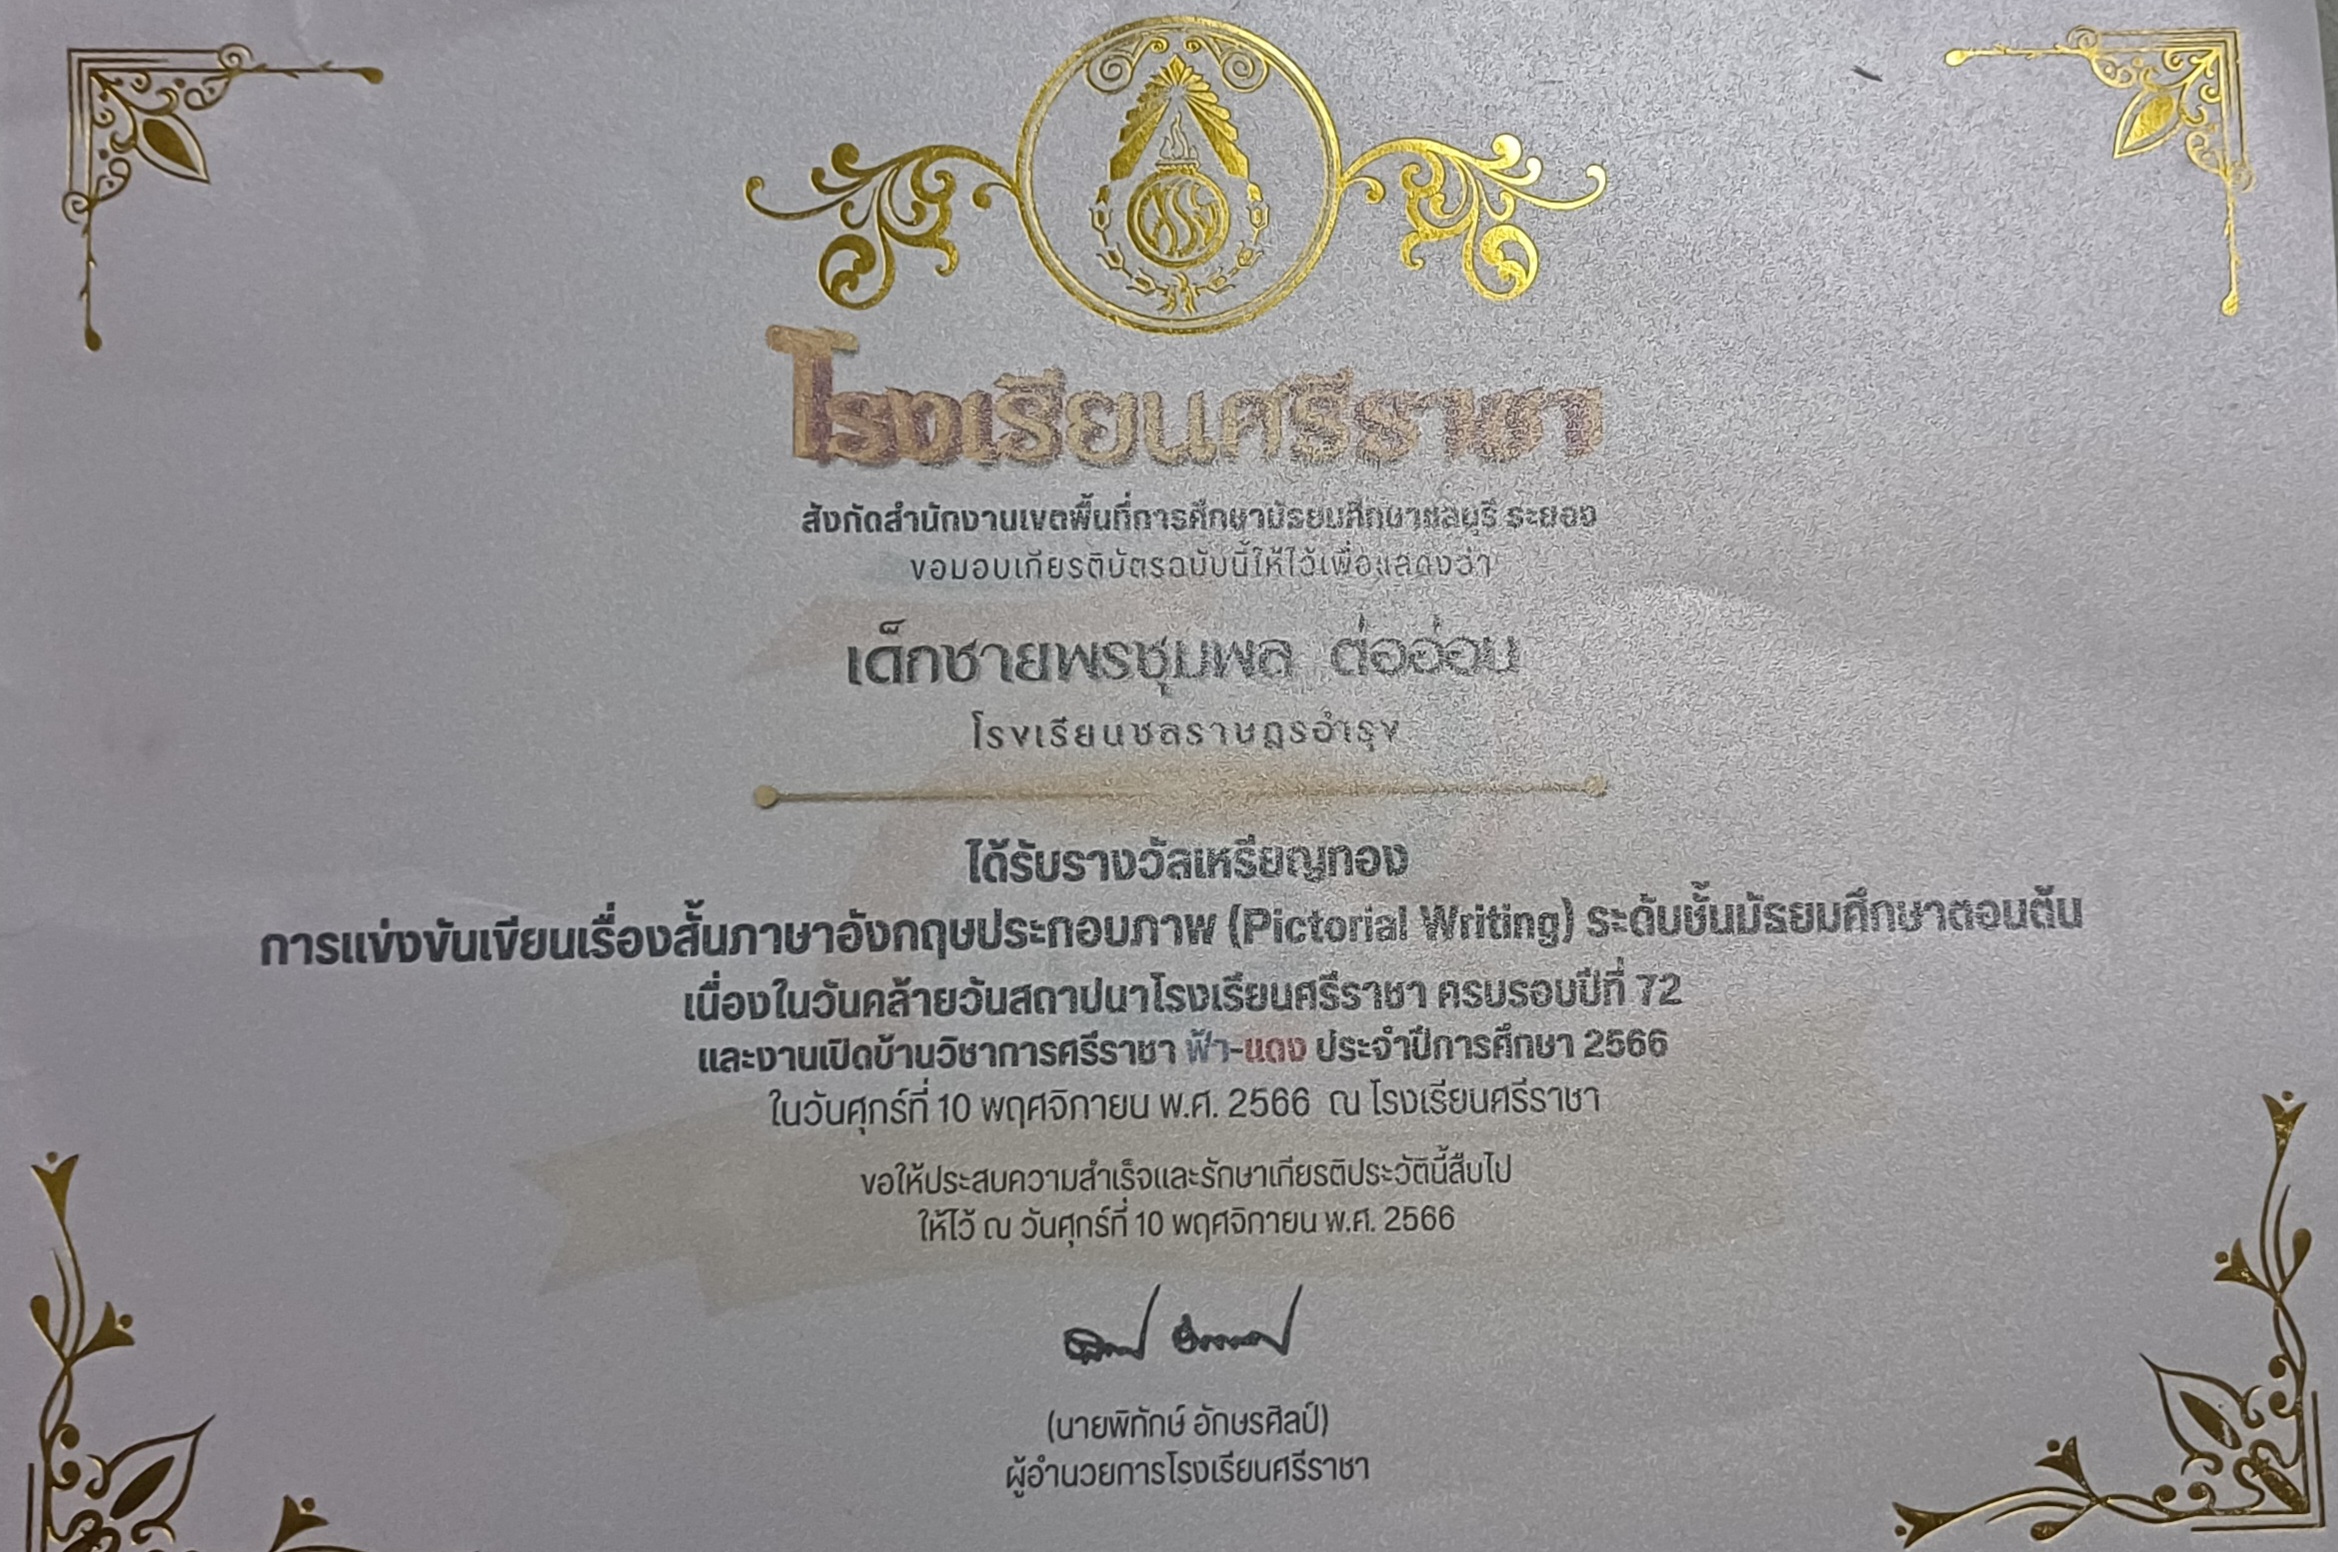 โรงเรียนศรีราชา
สังกัดสำนักงานเขตพื้นที่การศึกษามัธยมศึกษาชลบุรี ระยอง
ขอมอบเกียรติบัตรฉบับนี้ให้ไว้เพื่อแสดงว่า
เด็กชายพรชุมพล ต่ออ่อน
โรงเรียนชลราษฎรอำรุง
ได้รับรางวัลเหรียญทอง
การแข่งขันเขียนเรื่องสั้นภาษาอังกฤษประกอบภาพ (Pictorial Writing) ระดับชั้นมัธยมศึกษาตอนต้น
เนื่องในวันคล้ายวันสถาปนาโรงเรียนศรีราชา ครบรอบปีที่ 72
และงานเปิดบ้านวิชาการศรีราชา ฟ้า-แดง ประจำปีการศึกษา 2566
ในวันศุกร์ที่ 10 พฤศจิกายน พ.ศ. 2566 ณ โรงเรียนศรีราชา
ขอให้ประสบความสำเร็จและรักษาเกียรติประวัตินี้สืบไป
ให้ไว้ ณ วันศุกร์ที่ 10 พฤศจิกายน พ.ศ. 2566
(นายพิทักษ์ อักษรศิลป์)
ผู้อำนวยการโรงเรียนศรีราชา